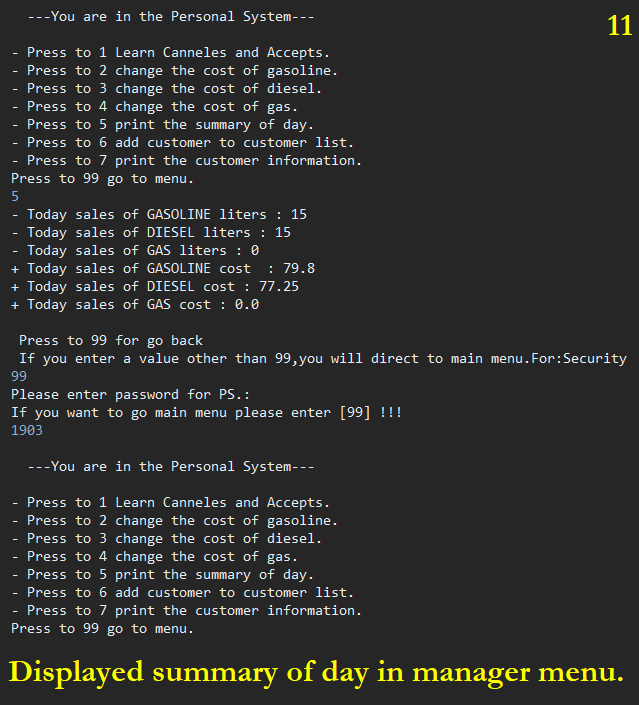 ---You are in the Personal System---
11
- Press to 1 Learn Canneles and Accepts.
- Press to 2 change the cost of gasoline.
- Press to 3 change the cost of diesel.
- Press to 4 change the cost of gas.
- Press to 5 print the summary of day.
- Press to 6 add customer to customer list.
- Press to 7 print the customer information.
Press to 99 go to menu.
5
- Today sales of GASOLINE liters : 15
- Today sales of DIESEL liters : 15
- Today sales of GAS liters : 0
+ Today sales of GASOLINE cost  : 79.8
+ Today sales of DIESEL cost : 77.25
+ Today sales of GAS cost : 0.0
Press to 99 for go back
If you enter a value other than 99,you will direct to main menu.For:Security
99
Please enter password for PS.:
If you want to go main menu please enter [99] !!!
1903
---You are in the Personal System---
- Press to 1 Learn Canneles and Accepts.
- Press to 2 change the cost of gasoline.
- Press to 3 change the cost of diesel.
- Press to 4 change the cost of gas.
- Press to 5 print the summary of day.
- Press to 6 add customer to customer list.
- Press to 7 print the customer information.
Press to 99 go to menu.
Displayed summary of day in manager menu.